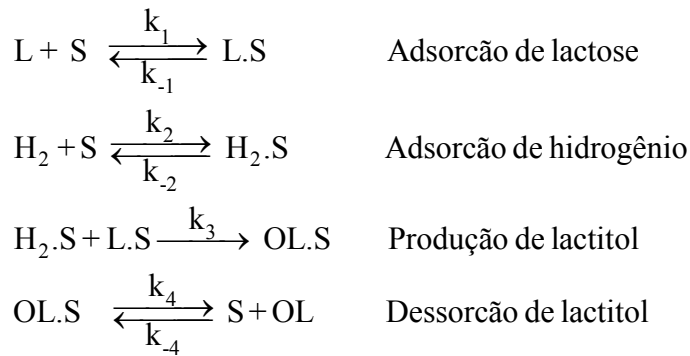 L + S ⇌ L.S Adsorcão de lactose
k₁
k₋₁
H₂ + S ⇌ H₂.S Adsorcão de hidrogênio
k₂
k₋₂
H₂.S + L.S → OL.S Produção de lactitol
k₃
OL.S ⇌ S + OL Dessorcão de lactitol
k₄
k₋₄